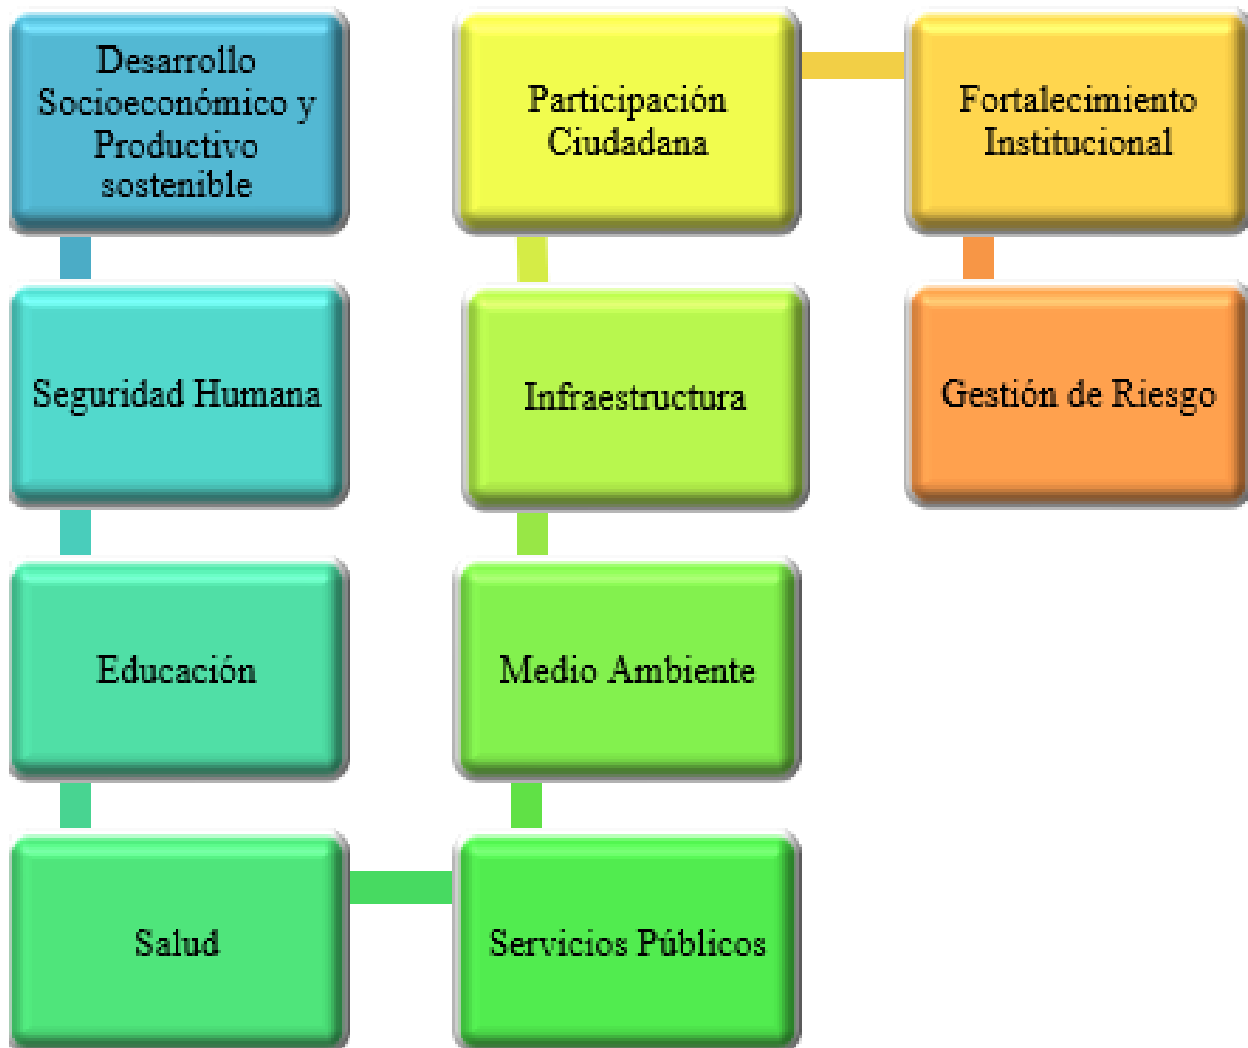 Desarrollo
Socioeconómico y
Productivo
sostenible
Seguridad Humana
Educación
Salud
Servicios Públicos
Medio Ambiente
Infraestructura
Participación
Ciudadana
Fortalecimiento
Institucional
Gestión de Riesgo